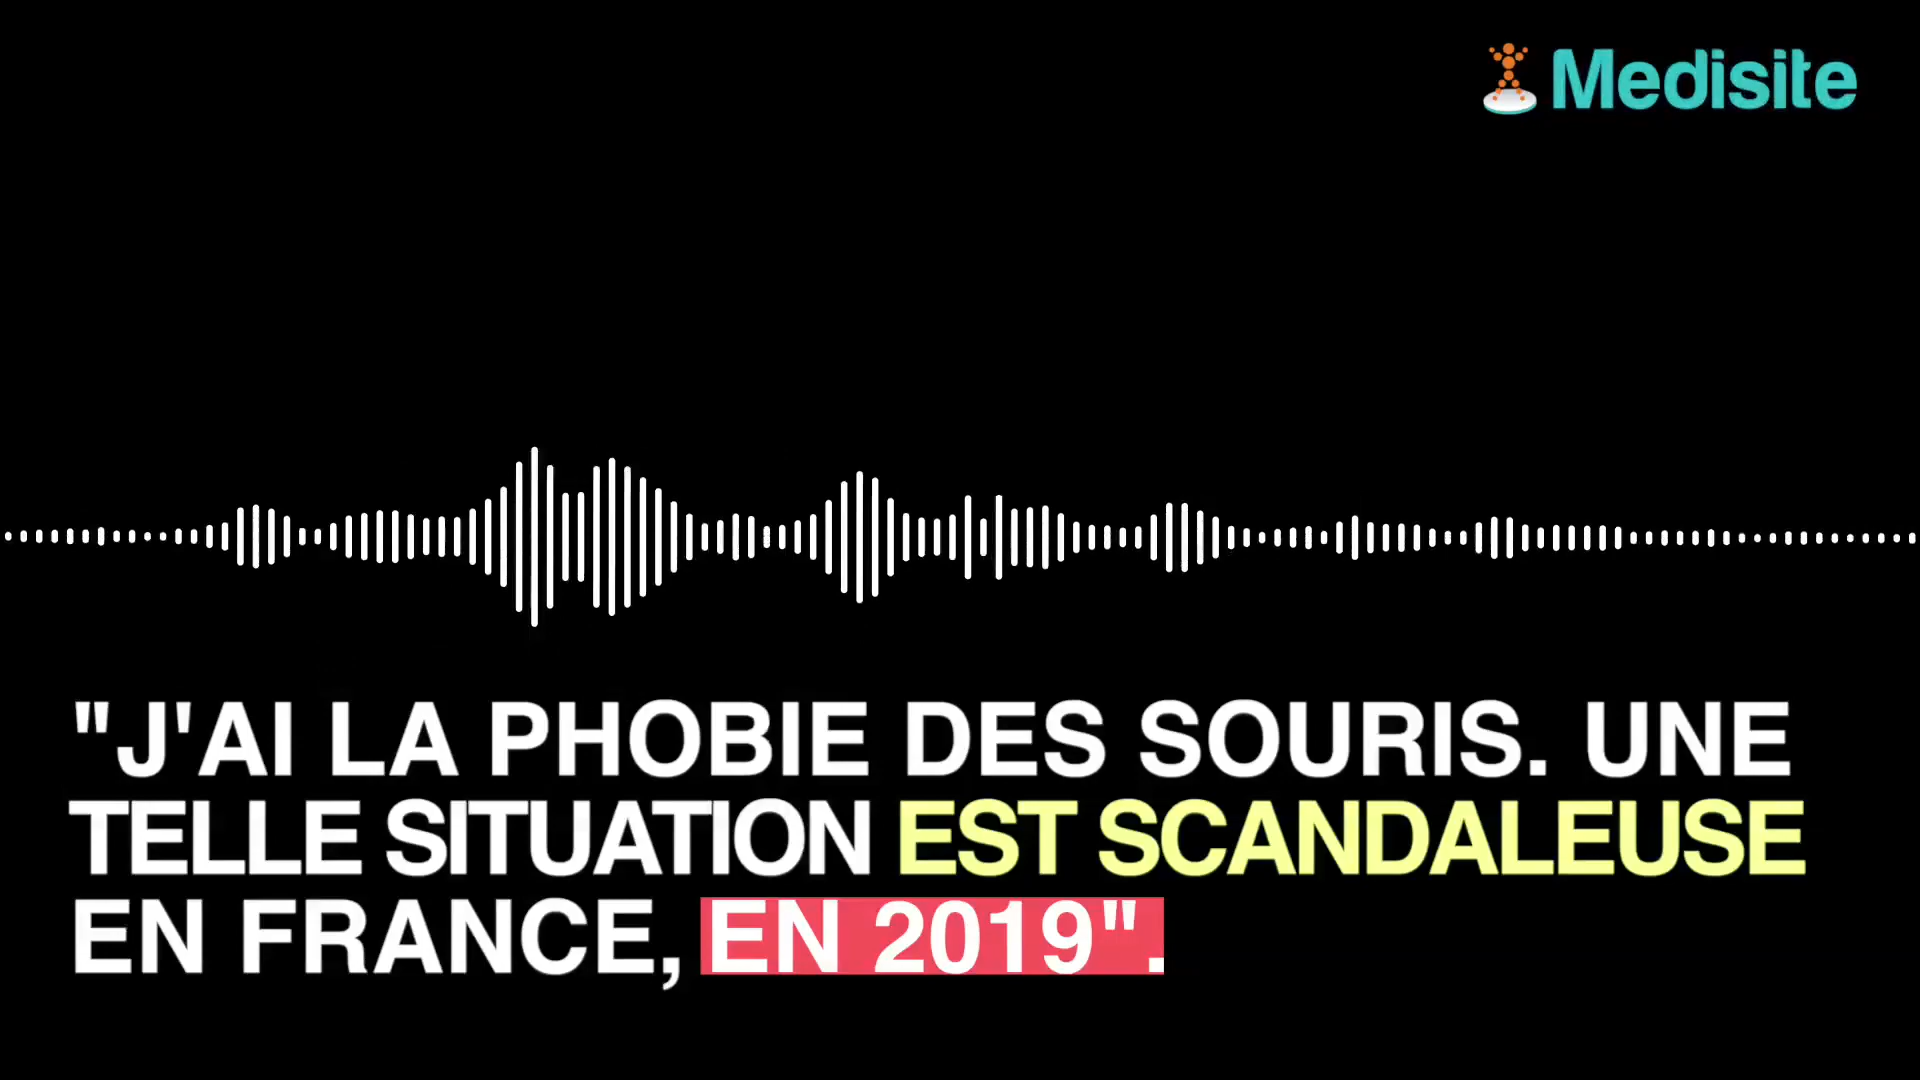 Medisite
"J'AI LA PHOBIE DES SOURIS. UNE
TELLE SITUATION EST SCANDALEUSE
EN FRANCE, EN 2019".